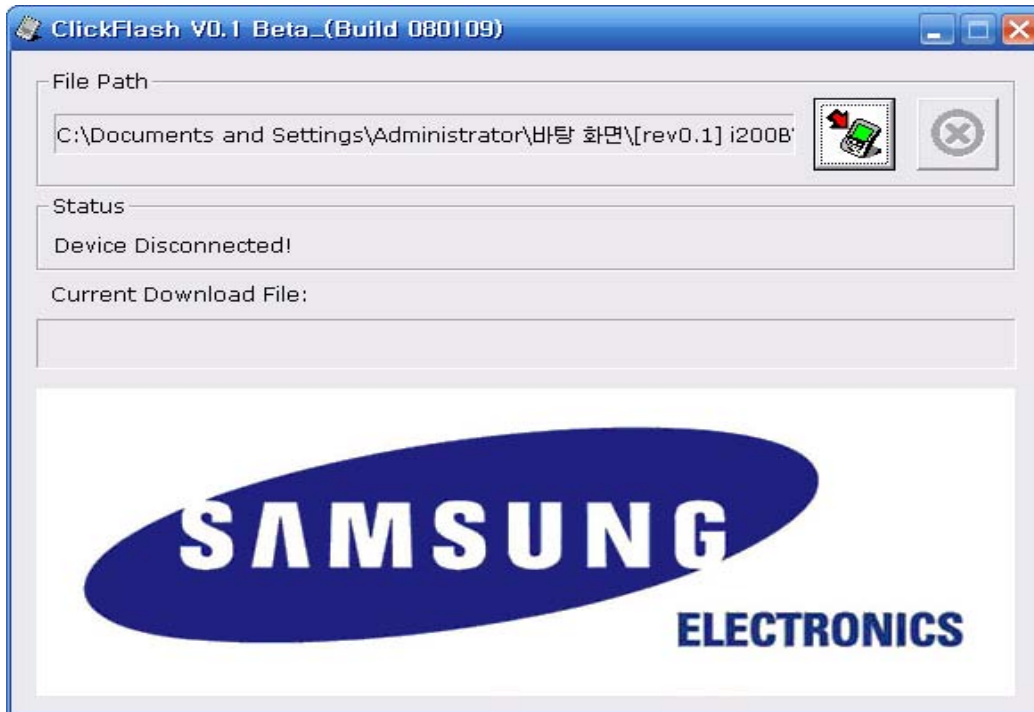 ClickFlash V0.1 Beta_(Build 080109)
File Path
C:\Documents and Settings\Administrator\바탕 화면\[rev0.1] i200B
Status
Device Disconnected!
Current Download File:
SAMSUNG
ELECTRONICS